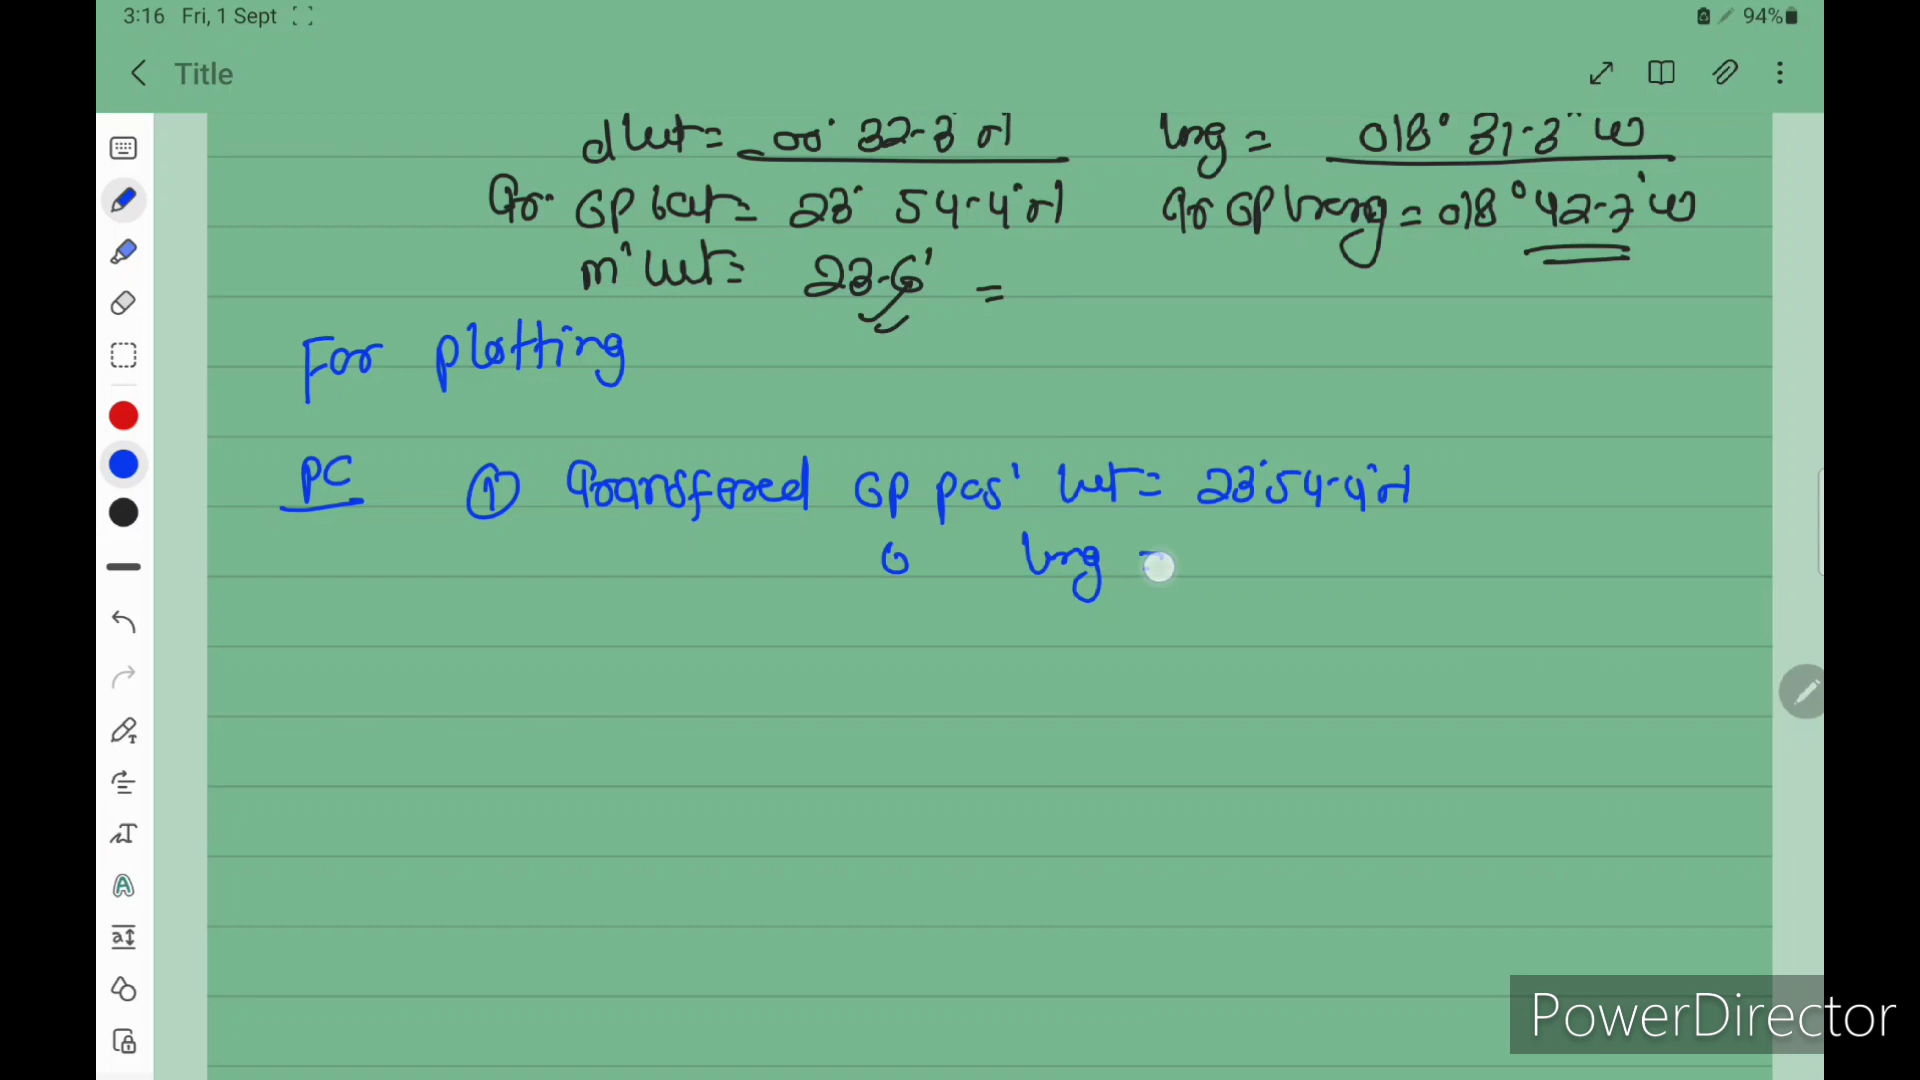 3:16 Fri, 1 Sept 94%
Title
d lat = 00° 32.3' N long = 018° 31.3' W
Tr GP lat = 23° 54.4' N Tr GP long = 018° 42.7' W
m' lat = 23.6' =
For plotting
PC ① Transferred GP pos' lat = 23° 54.4' N
long =
PowerDirector